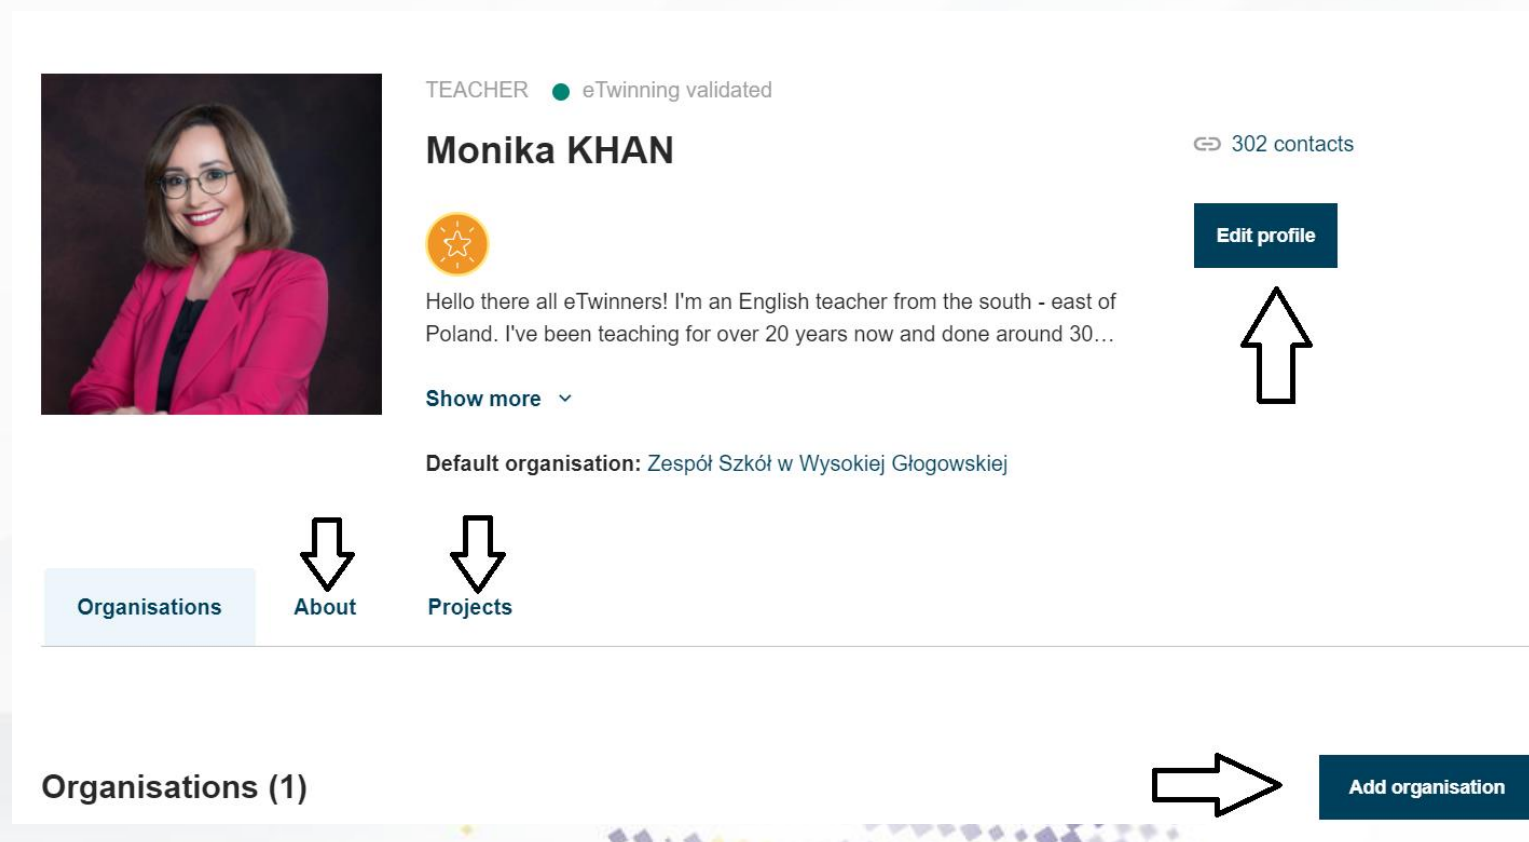 TEACHER eTwinning validated
Monika KHAN
302 contacts
Edit profile
Hello there all eTwinners! I'm an English teacher from the south - east of
Poland. I've been teaching for over 20 years now and done around 30...
Show more
Default organisation: Zespół Szkół w Wysokiej Głogowskiej
Organisations About Projects
Organisations (1)
Add organisation